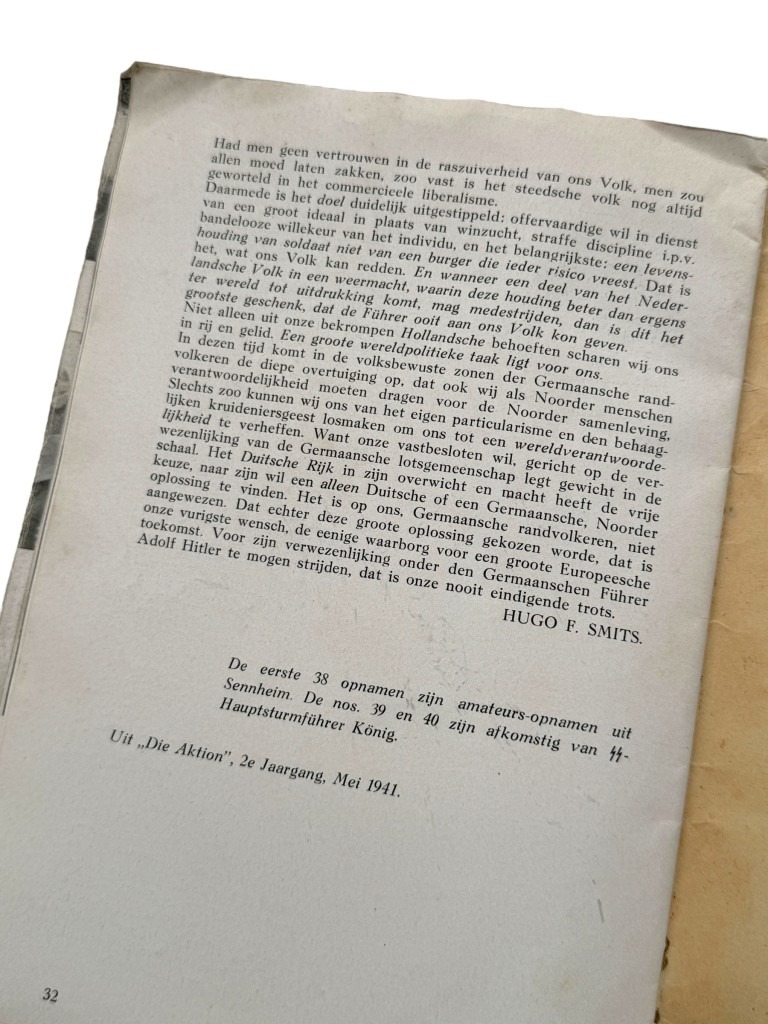 Had men geen vertrouwen in de raszuiverheid van ons Volk, men zou
allen moed laten zakken, zoo vast is het steedsche volk nog altijd
geworteld in het commercieele liberalisme.
Daarmede is het doel duidelijk uitgestippeld: offervaardige wil in dienst
van een groot ideaal in plaats van winzucht, straffe discipline i.p.v.
bandelooze willekeur van het individu, en het belangrijkste: een levens-
houding van soldaat niet van een burger die ieder risico vreest. Dat is
het, wat ons Volk kan redden. En wanneer een deel van het Neder-
landsche Volk in een weermacht, waarin deze houding beter dan ergens
ter wereld tot uitdrukking komt, mag medestrijden, dan is dit het
grootste geschenk, dat de Führer ooit aan ons Volk kon geven.
Niet alleen uit onze bekrompen Hollandsche behoeften scharen wij ons
in rij en gelid. Een groote wereldpolitieke taak ligt voor ons.
In dezen tijd komt in de volksbewuste zonen der Germaansche rand-
volkeren de diepe overtuiging op, dat ook wij als Noorder menschen
verantwoordelijkheid moeten dragen voor de Noorder samenleving,
Slechts zoo kunnen wij ons van het eigen particularisme en den behaag-
lijken kruideniersgeest losmaken om ons tot een wereldverantwoorde-
lijkheid te verheffen. Want onze vastbesloten wil, gericht op de ver-
wezenlijking van de Germaansche lotsgemeenschap legt gewicht in de
schaal. Het Duitsche Rijk in zijn overwicht en macht heeft de vrije
keuze, naar zijn wil een alleen Duitsche of een Germaansche, Noorder
oplossing te vinden. Het is op ons, Germaansche randvolkeren, niet
aangewezen. Dat echter deze groote oplossing gekozen worde, dat is
onze vurigste wensch, de eenige waarborg voor een groote Europeesche
toekomst. Voor zijn verwezenlijking onder den Germaanschen Führer
Adolf Hitler te mogen strijden, dat is onze nooit eindigende trots.
HUGO F. SMITS.
De eerste 38 opnamen zijn amateurs-opnamen uit
Sennheim. De nos. 39 en 40 zijn afkomstig van ᛋᛋ-
Hauptsturmführer König.
Uit „Die Aktion", 2e Jaargang, Mei 1941.
32